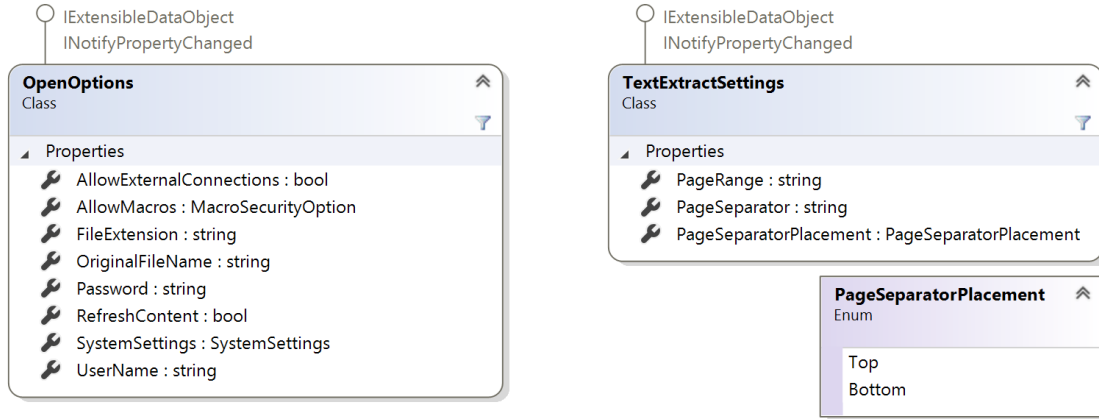 IExtensibleDataObject
INotifyPropertyChanged
OpenOptions
Class
Properties
AllowExternalConnections : bool
AllowMacros : MacroSecurityOption
FileExtension : string
OriginalFileName : string
Password : string
RefreshContent : bool
SystemSettings : SystemSettings
UserName : string
IExtensibleDataObject
INotifyPropertyChanged
TextExtractSettings
Class
Properties
PageRange : string
PageSeparator : string
PageSeparatorPlacement : PageSeparatorPlacement
PageSeparatorPlacement
Enum
Top
Bottom